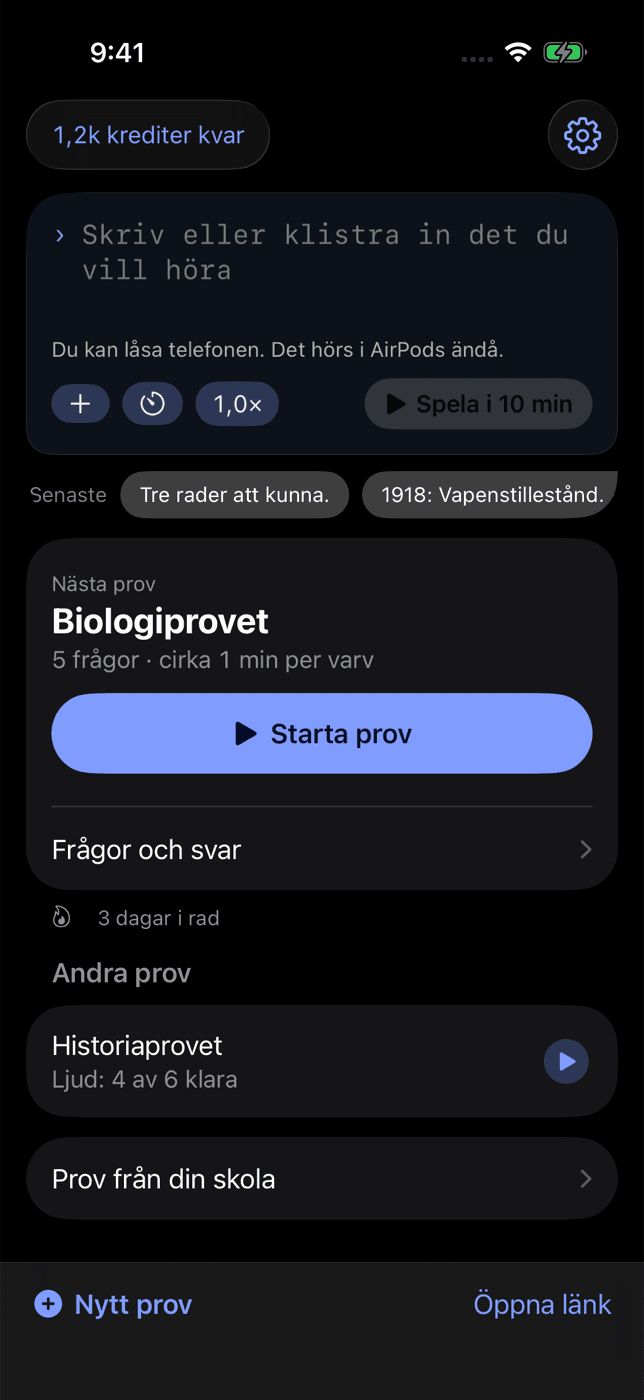 9:41
1,2k krediter kvar
› Skriv eller klistra in det du
vill höra
Du kan låsa telefonen. Det hörs i AirPods ändå.
1,0×
Spela i 10 min
Senaste
Tre rader att kunna.
1918: Vapenstillestånd.
Nästa prov
Biologiprovet
5 frågor · cirka 1 min per varv
Starta prov
Frågor och svar
3 dagar i rad
Andra prov
Historiaprovet
Ljud: 4 av 6 klara
Prov från din skola
Nytt prov
Öppna länk